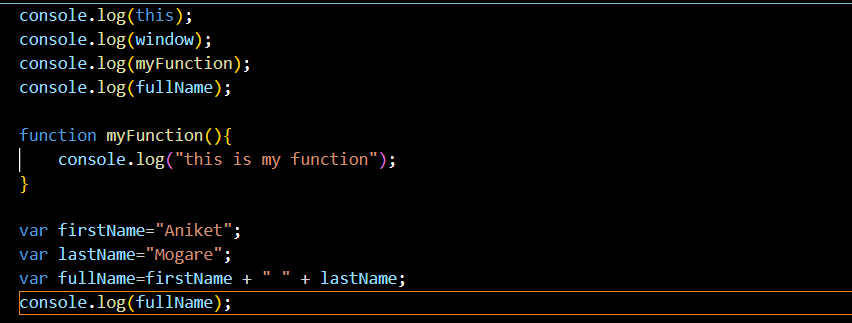 console.log(this);
console.log(window);
console.log(myFunction);
console.log(fullName);
function myFunction(){
    console.log("this is my function");
}
var firstName="Aniket";
var lastName="Mogare";
var fullName=firstName + " " + lastName;
console.log(fullName);